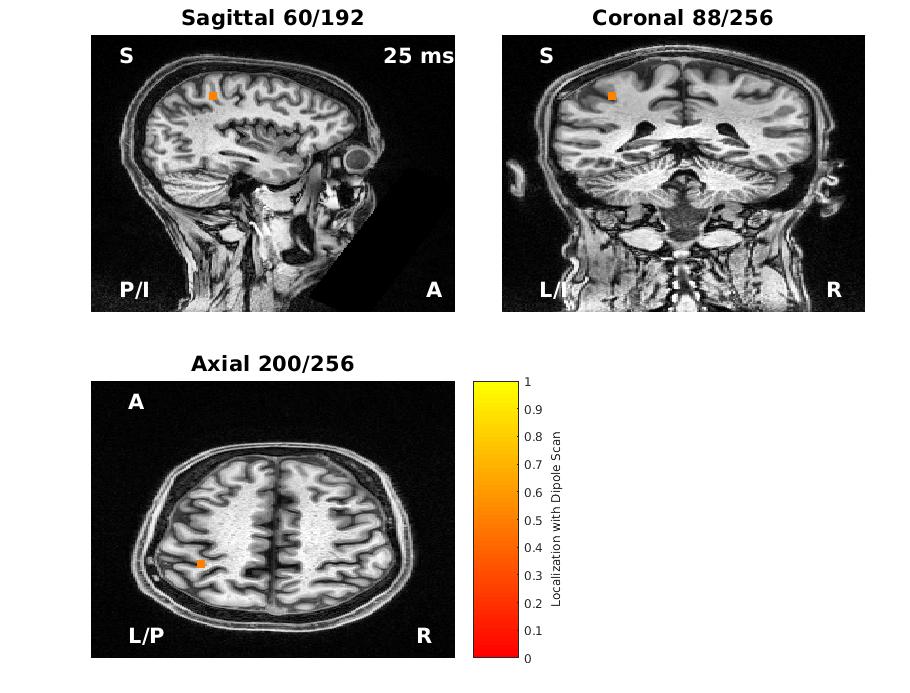 Sagittal 60/192
Coronal 88/256
S
25 ms
S
P/I
A
L/I
R
Axial 200/256
A
L/P
R
1
0.9
0.8
0.7
0.6
0.5
0.4
0.3
0.2
0.1
0
Localization with Dipole Scan